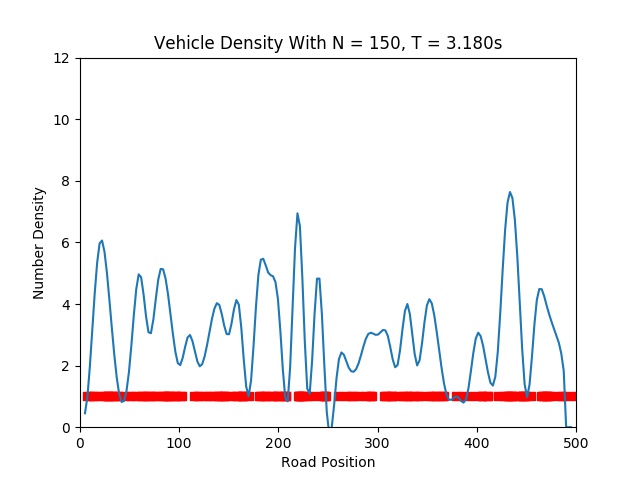 Vehicle Density With N = 150, T = 3.180s
12
10
8
6
4
2
0
Number Density
0 100 200 300 400 500
Road Position